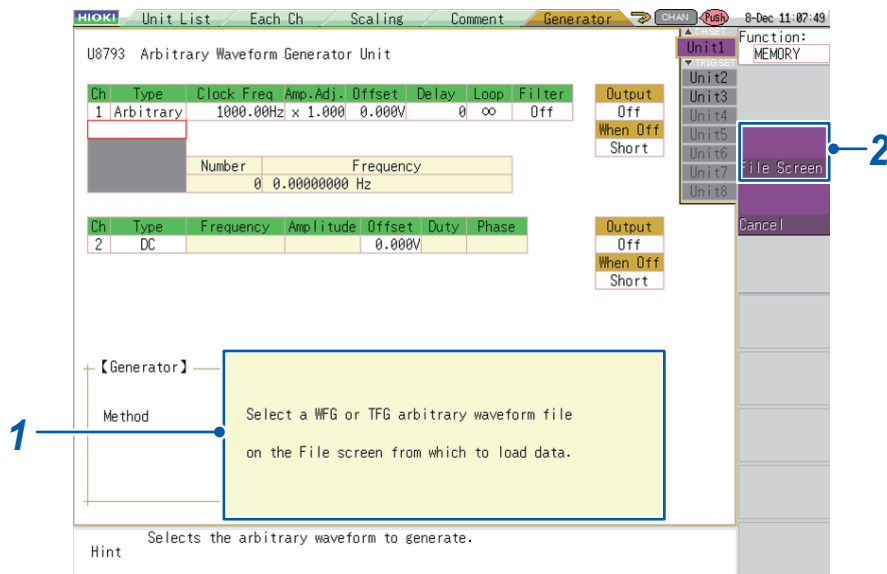 HIOKI Unit List Each Ch Scaling Comment Generator CHAN Push 8-Dec 11:07:49
▲CH.SET
Unit1
▼TRIG.SET
Unit2
Unit3
Unit4
Unit5
Unit6
Unit7
Unit8
Function:
MEMORY
File Screen
2
Cancel
U8793 Arbitrary Waveform Generator Unit
Ch Type Clock Freq Amp.Adj. Offset Delay Loop Filter
1 Arbitrary 1000.00Hz x 1.000 0.000V 0 ∞ Off
Number Frequency
0 0.00000000 Hz
Output
Off
When Off
Short
Ch Type Frequency Amplitude Offset Duty Phase
2 DC 0.000V
Output
Off
When Off
Short
【Generator】
Method
1
Select a WFG or TFG arbitrary waveform file
on the File screen from which to load data.
Hint Selects the arbitrary waveform to generate.